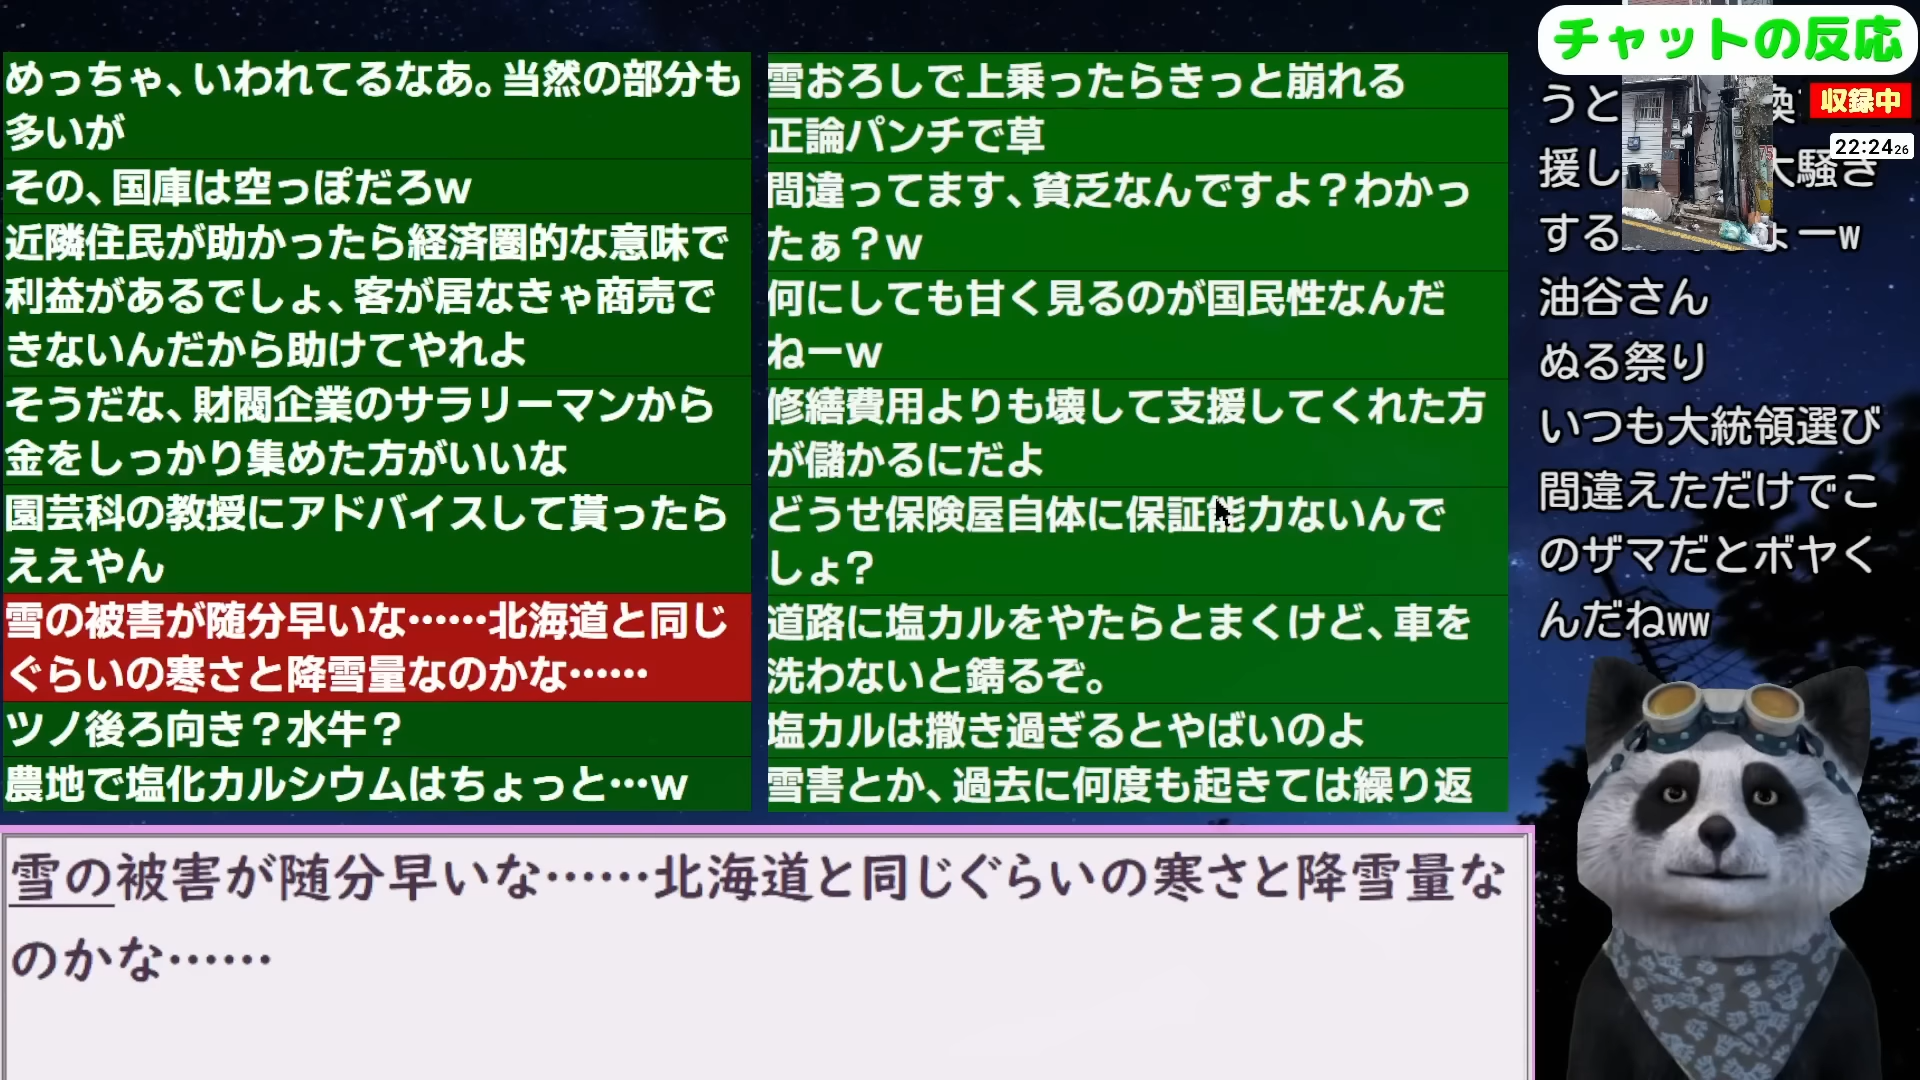 めっちゃ、いわれてるなあ。当然の部分も
多いが
その、国庫は空っぽだろw
近隣住民が助かったら経済圏的な意味で
利益があるでしょ、客が居なきゃ商売で
きないんだから助けてやれよ
そうだな、財閥企業のサラリーマンから
金をしっかり集めた方がいいな
園芸科の教授にアドバイスして貰ったら
ええやん
雪の被害が随分早いな……北海道と同じ
ぐらいの寒さと降雪量なのかな……
ツノ後ろ向き？水牛？
農地で塩化カルシウムはちょっと…w
雪おろしで上乗ったらきっと崩れる
正論パンチで草
間違ってます、貧乏なんですよ？わかっ
たぁ？w
何にしても甘く見るのが国民性なんだ
ねーw
修繕費用よりも壊して支援してくれた方
が儲かるにだよ
どうせ保険屋自体に保証能力ないんで
しょ？
道路に塩カルをやたらとまくけど、車を
洗わないと錆るぞ。
塩カルは撒き過ぎるとやばいのよ
雪害とか、過去に何度も起きては繰り返
チャットの反応
収録中
22:24 26
うと
援し 大騒ぎ
する ょーw
油谷さん
ぬる祭り
いつも大統領選び
間違えただけでこ
のザマだとボヤく
んだねww
雪の被害が随分早いな……北海道と同じぐらいの寒さと降雪量な
のかな……